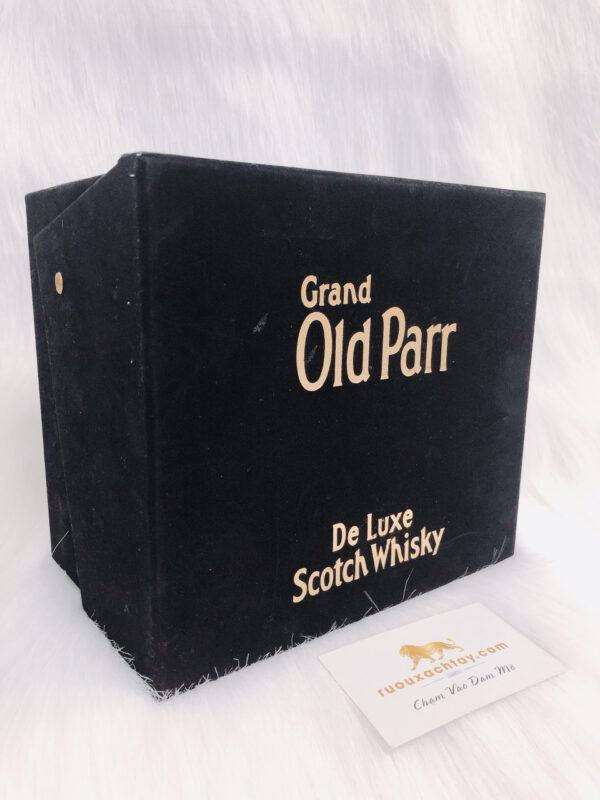 Grand
Old Parr
De Luxe
Scotch Whisky
ruouxachtay.com
Chạm Vào Đam Mê